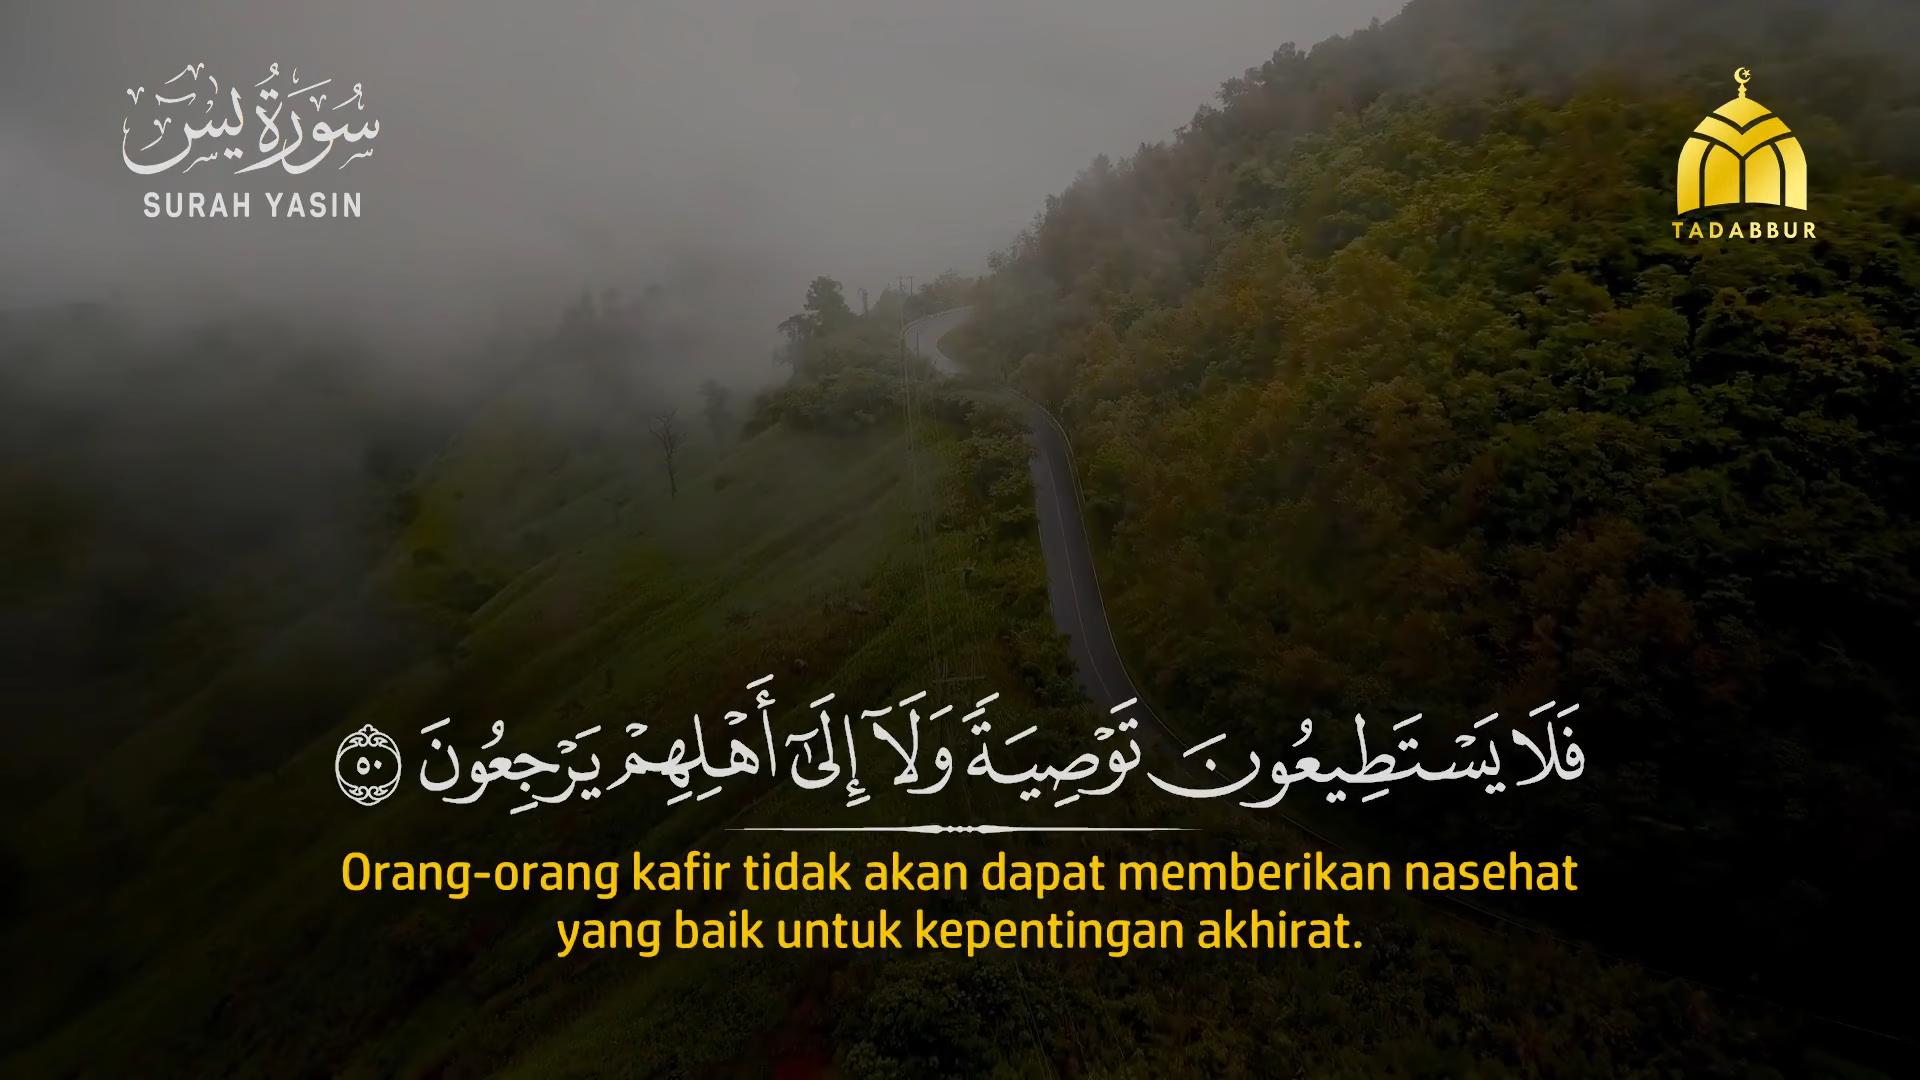 سُورَةُ يسٓ
SURAH YASIN
TADABBUR
فَلَا يَسْتَطِيعُونَ تَوْصِيَةً وَلَآ إِلَىٰٓ أَهْلِهِمْ يَرْجِعُونَ ٥٠
Orang-orang kafir tidak akan dapat memberikan nasehat
yang baik untuk kepentingan akhirat.